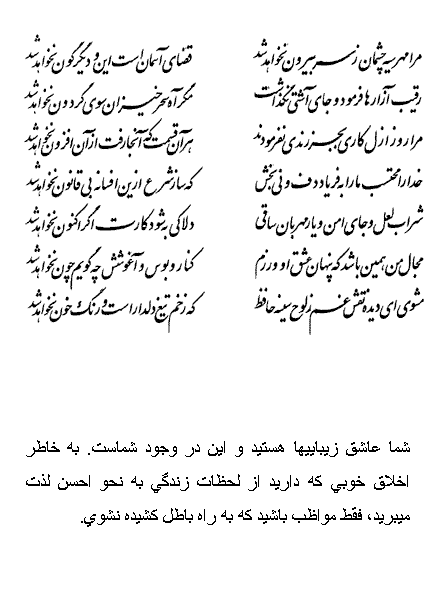 مرا مهر سیه چشمان ز سر بیرون نخواهد شد قضای آسمان است این و دیگرگون نخواهد شد
رقیب آزارها فرمود و جای آشتی نگذاشت مگر آه سحرخیزان سوی گردون نخواهد شد
مرا روز ازل کاری بجز رندی نفرمودند هر آن قسمت که آنجا رفت از آن افزون نخواهد شد
خدا را محتسب ما را به فریاد دف و نی بخش که ساز شرع از این افسانه بی قانون نخواهد شد
شراب لعل و جای امن و یار مهربان ساقی دلا کی به شود کارت اگر اکنون نخواهد شد
مجال من همین باشد که پنهان عشق او ورزم کنار و بوس و آغوشش چه گویم چون نخواهد شد
مشوی ای دیده نقش غم ز لوح سینه حافظ که زخم تیغ دلدار است و رنگ خون نخواهد شد
شما عاشق زيباييها هستيد و اين در وجود شماست. به خاطر
اخلاق خوبي كه داريد از لحظات زندگي به نحو احسن لذت
ميبريد، فقط مواظب باشيد كه به راه باطل كشيده نشوي.